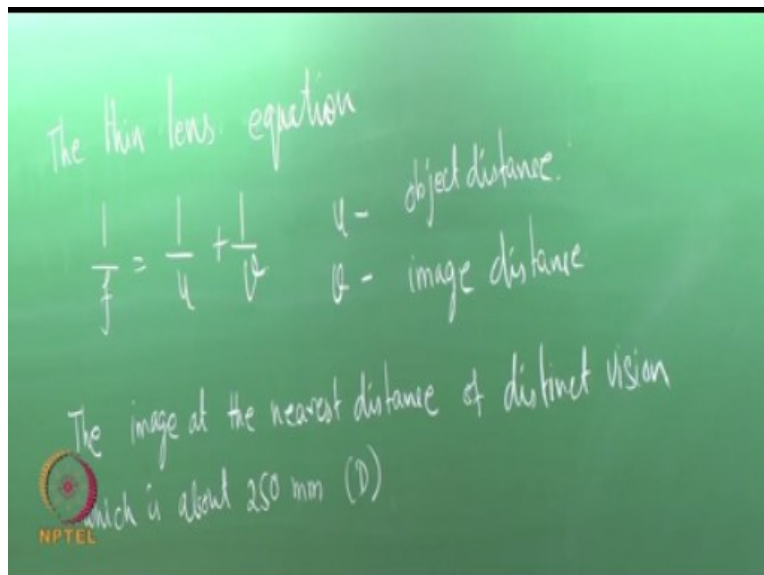 The thin lens. equation
1/f = 1/u + 1/v u - object distance.
v - image distance
The image at the nearest distance of distinct vision
which is about 250 mm (D)
NPTEL